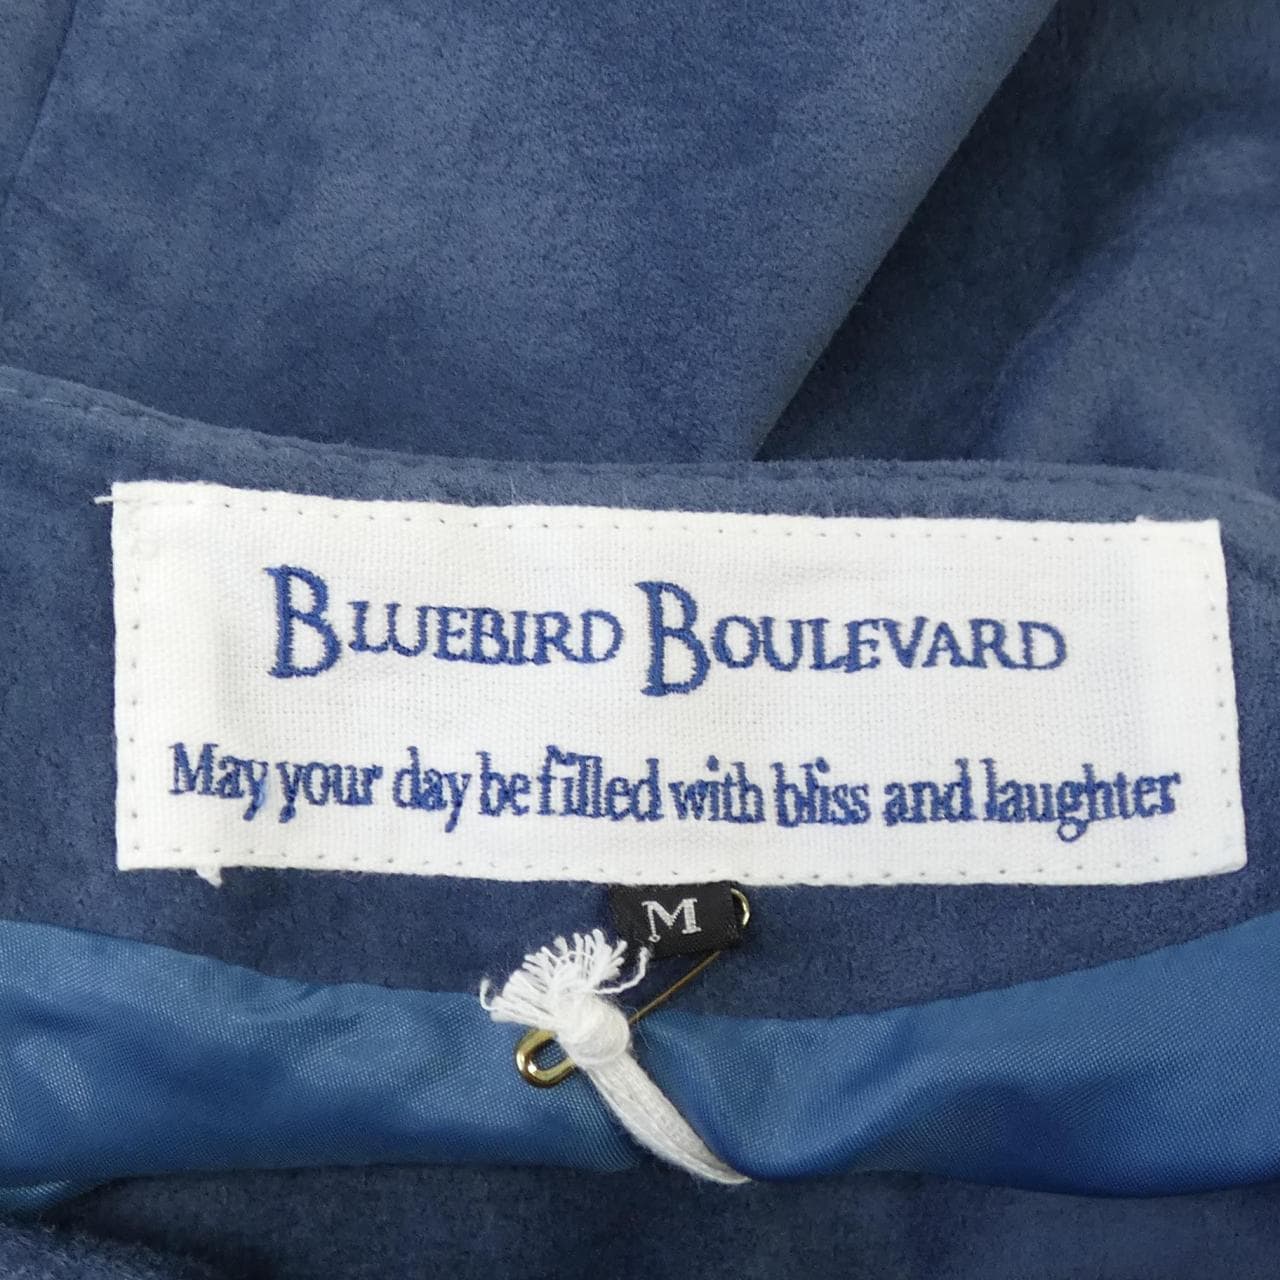 BLUEBIRD BOULEVARD
May your day be filled with bliss and laughter
M